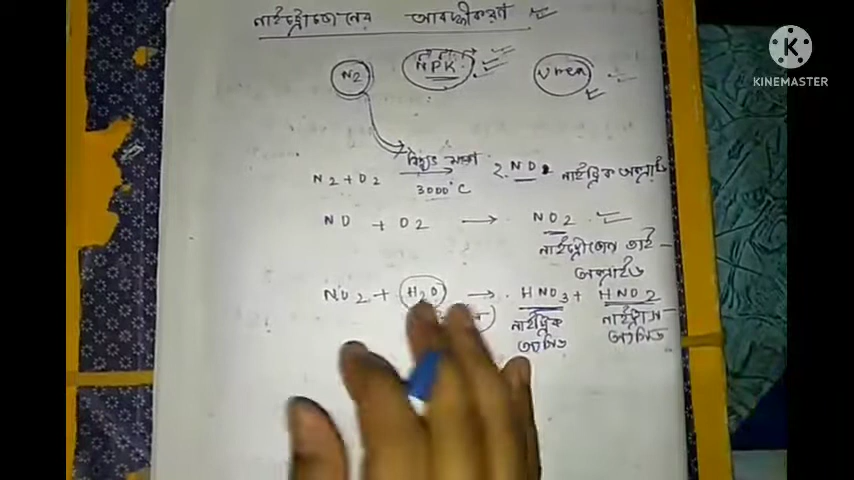 নাইট্রোজেনের আবদ্ধীকরণ
N2 NPK Urea
বিদ্যুৎ
N2 + O2 → 2NO নাইট্রিক অক্সাইড
3000°C
NO + O2 → NO2
নাইট্রোজেন ডাই-
অক্সাইড
NO2 + H2O → HNO3 + HNO2
নাইট্রিক নাইট্রাস
অ্যাসিড অ্যাসিড
K
KINEMASTER